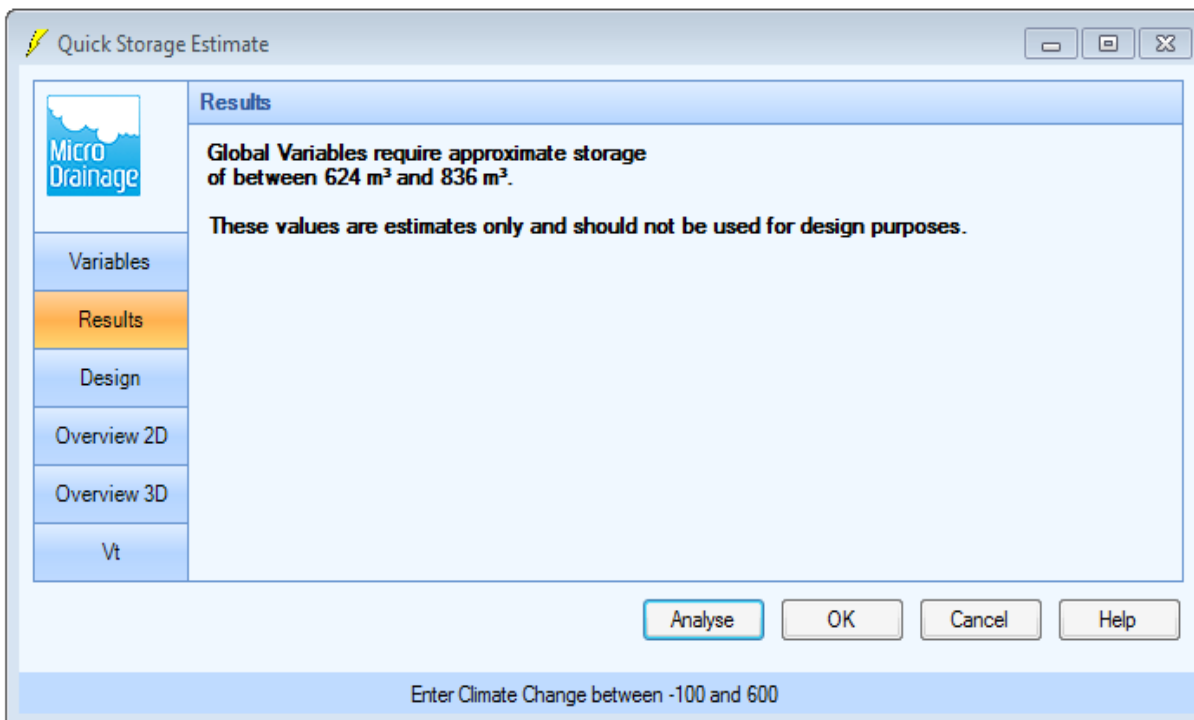 Quick Storage Estimate
Micro
Drainage
Results
Global Variables require approximate storage
of between 624 m³ and 836 m³.
These values are estimates only and should not be used for design purposes.
Variables
Results
Design
Overview 2D
Overview 3D
Vt
Analyse
OK
Cancel
Help
Enter Climate Change between -100 and 600